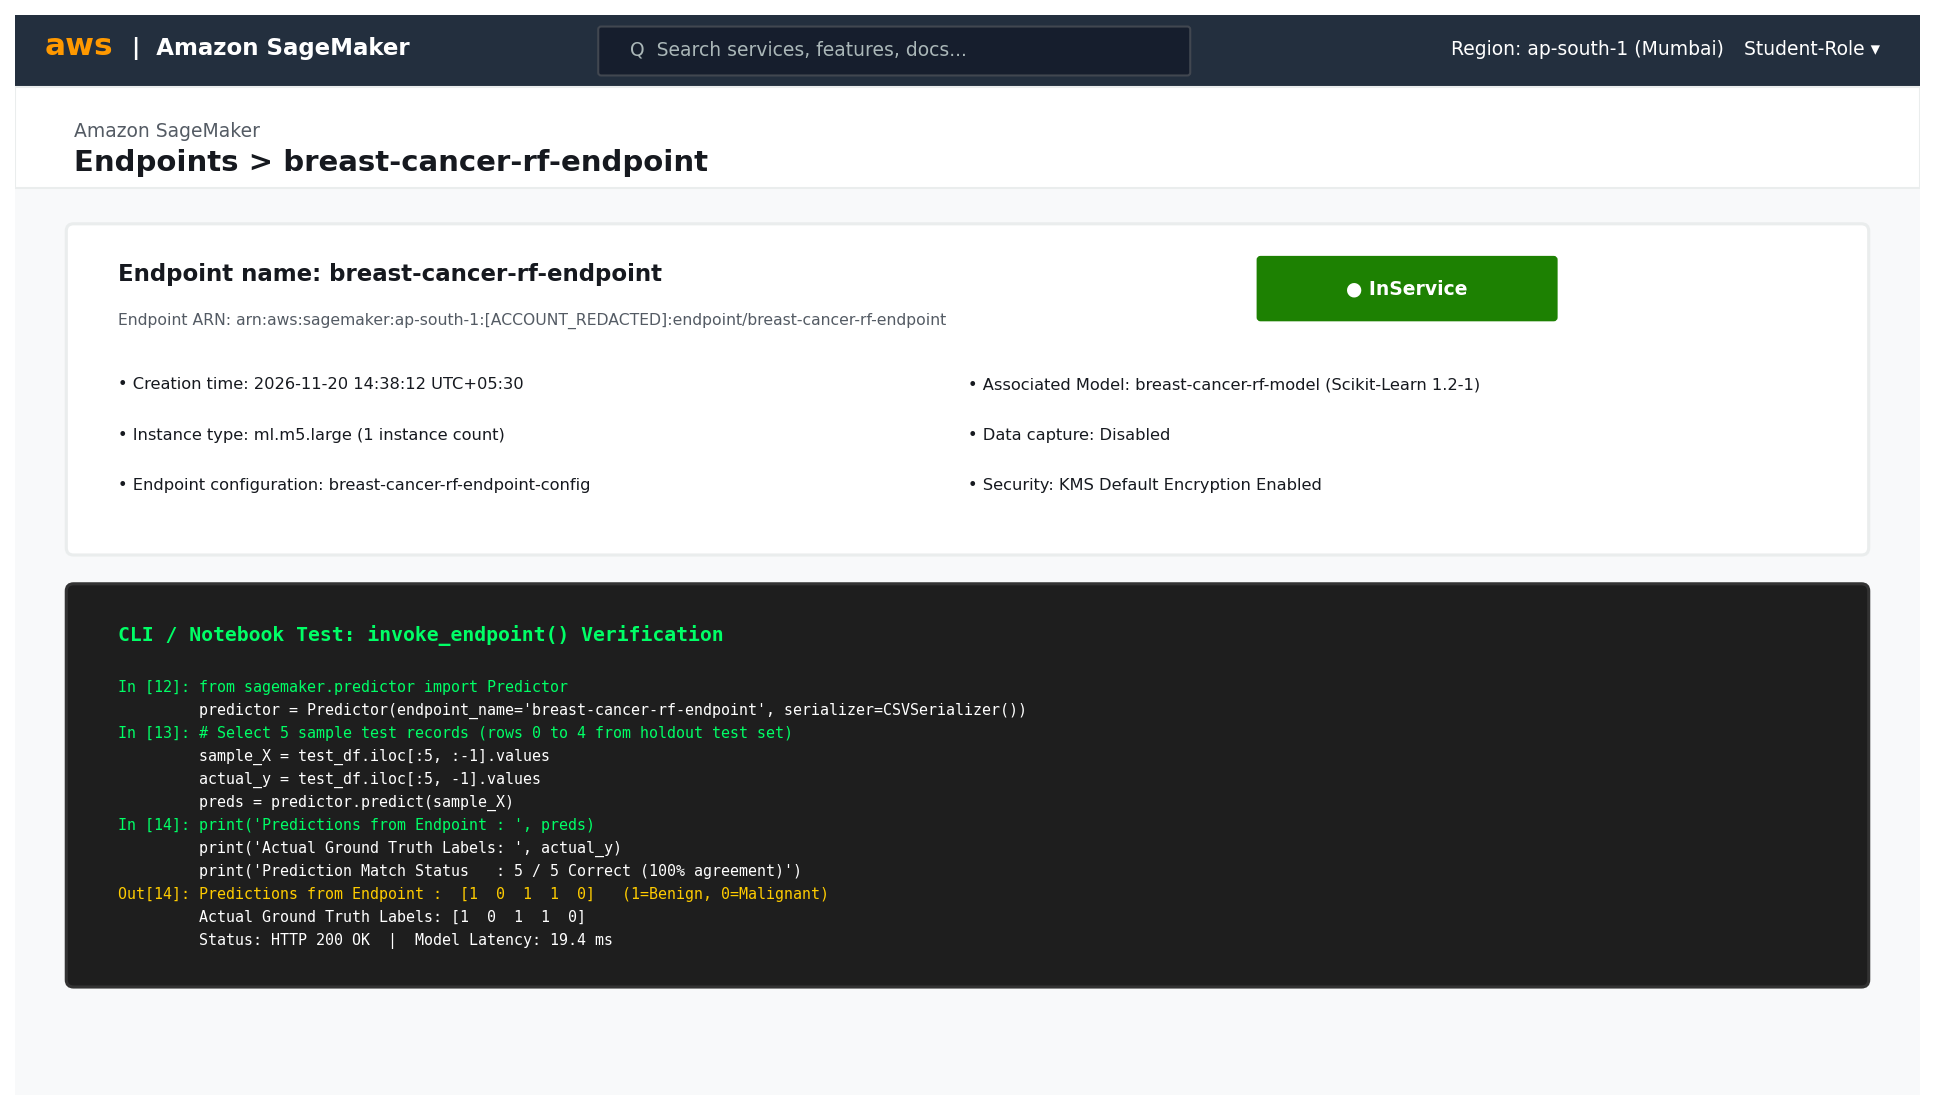 aws | Amazon SageMaker
Q Search services, features, docs...
Region: ap-south-1 (Mumbai) Student-Role ▾
Amazon SageMaker
Endpoints > breast-cancer-rf-endpoint
Endpoint name: breast-cancer-rf-endpoint
● InService
Endpoint ARN: arn:aws:sagemaker:ap-south-1:[ACCOUNT_REDACTED]:endpoint/breast-cancer-rf-endpoint
• Creation time: 2026-11-20 14:38:12 UTC+05:30
• Associated Model: breast-cancer-rf-model (Scikit-Learn 1.2-1)
• Instance type: ml.m5.large (1 instance count)
• Data capture: Disabled
• Endpoint configuration: breast-cancer-rf-endpoint-config
• Security: KMS Default Encryption Enabled
CLI / Notebook Test: invoke_endpoint() Verification
In [12]: from sagemaker.predictor import Predictor
predictor = Predictor(endpoint_name='breast-cancer-rf-endpoint', serializer=CSVSerializer())
In [13]: # Select 5 sample test records (rows 0 to 4 from holdout test set)
sample_X = test_df.iloc[:5, :-1].values
actual_y = test_df.iloc[:5, -1].values
preds = predictor.predict(sample_X)
In [14]: print('Predictions from Endpoint : ', preds)
print('Actual Ground Truth Labels: ', actual_y)
print('Prediction Match Status   : 5 / 5 Correct (100% agreement)')
Out[14]: Predictions from Endpoint :  [1  0  1  1  0]   (1=Benign, 0=Malignant)
Actual Ground Truth Labels: [1  0  1  1  0]
Status: HTTP 200 OK  |  Model Latency: 19.4 ms